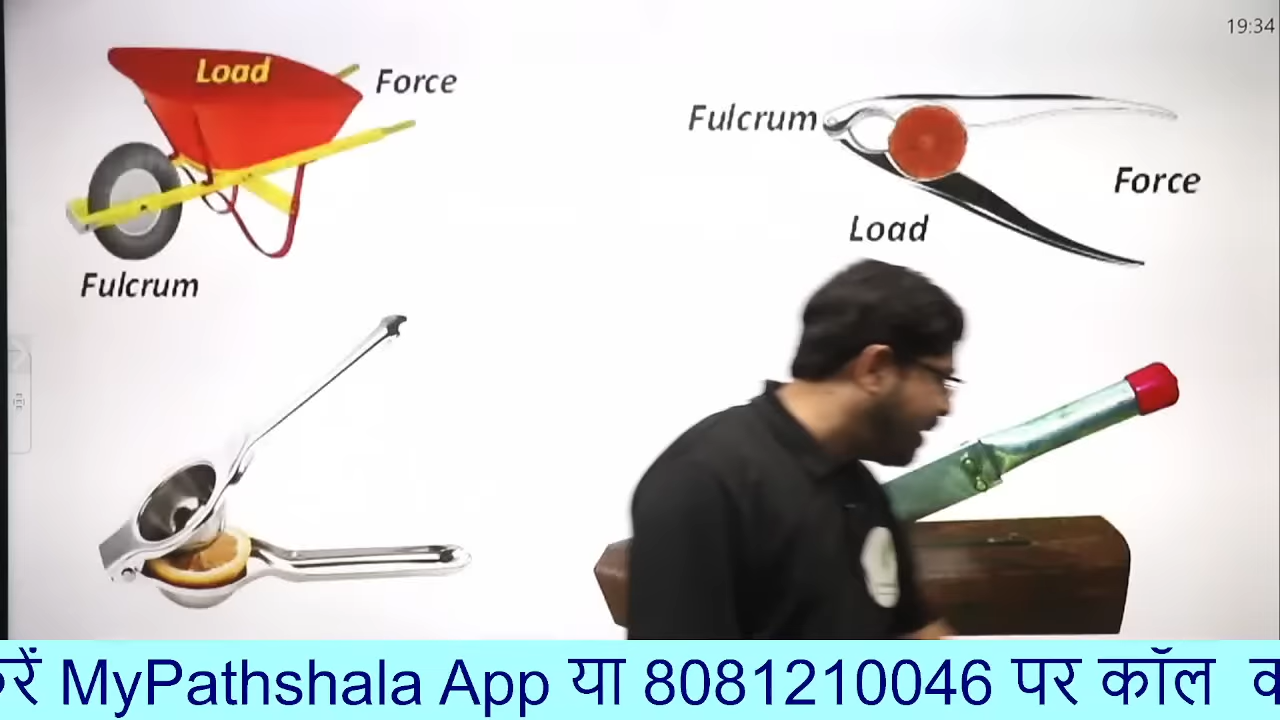 19:34
Load
Force
Fulcrum
Fulcrum
Force
Load
करें MyPathshala App या 8081210046 पर कॉल